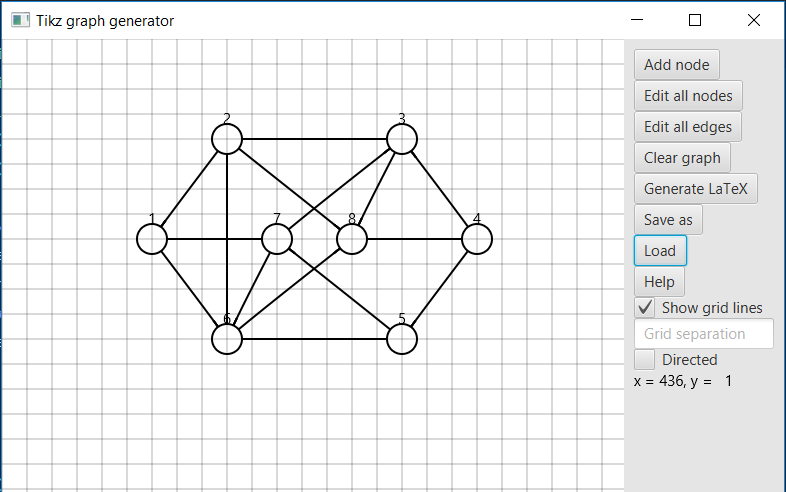 Tikz graph generator
Add node
Edit all nodes
Edit all edges
Clear graph
Generate LaTeX
Save as
Load
Help
Show grid lines
Grid separation
Directed
x = 436, y = 1
2 3
1 7 8 4
6 5